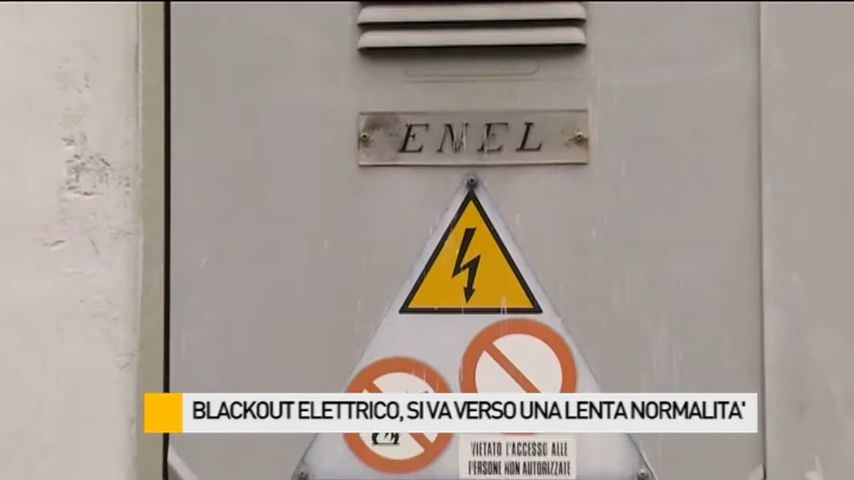 ENEL
BLACKOUT ELETTRICO, SI VA VERSO UNA LENTA NORMALITA'
VIETATO L'ACCESSO ALLE
PERSONE NON AUTORIZZATE